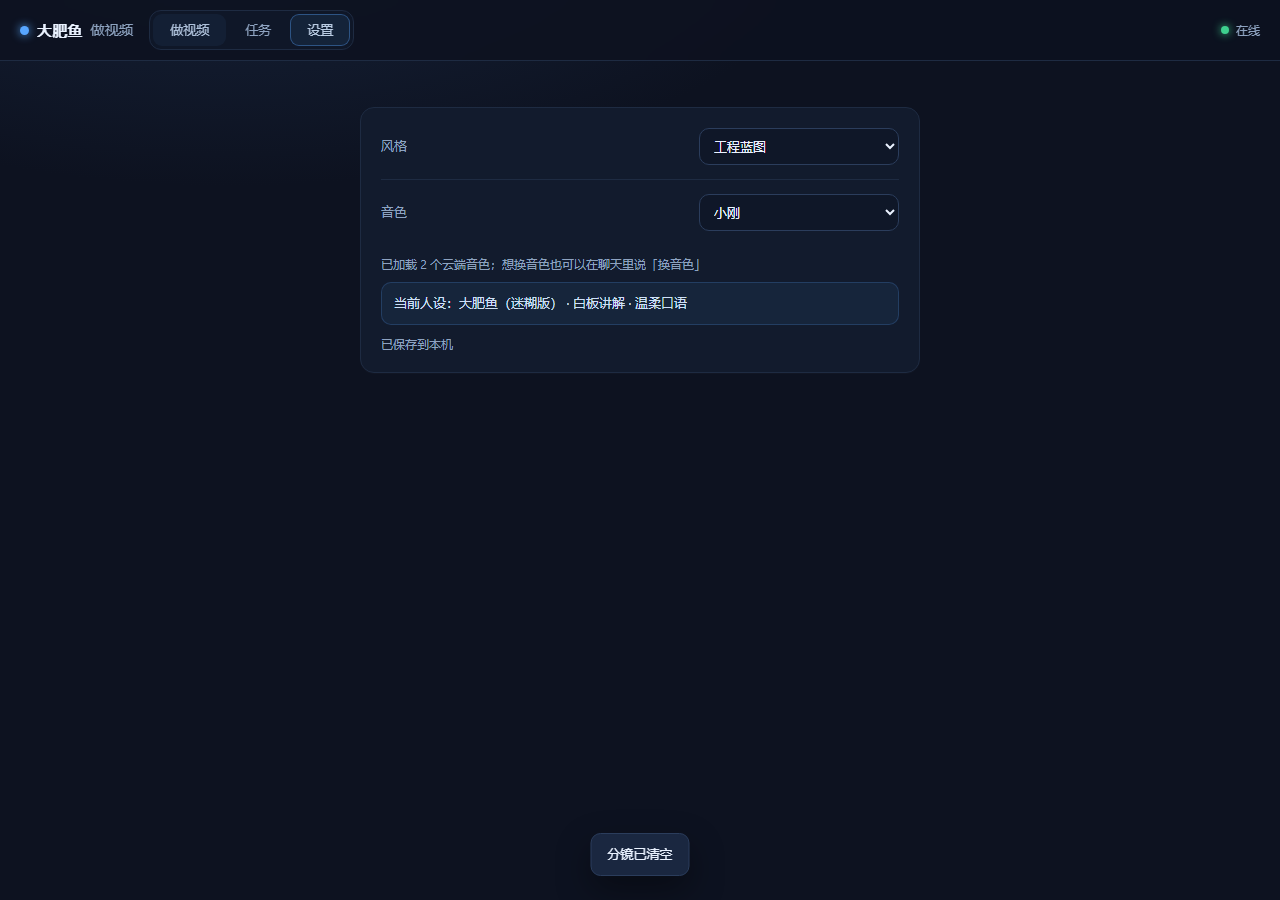 大肥鱼 做视频 做视频 任务 设置 在线
风格 工程蓝图
音色 小刚
已加载 2 个云端音色；想换音色也可以在聊天里说「换音色」
当前人设：大肥鱼（迷糊版） · 白板讲解 · 温柔口语
已保存到本机
分镜已清空